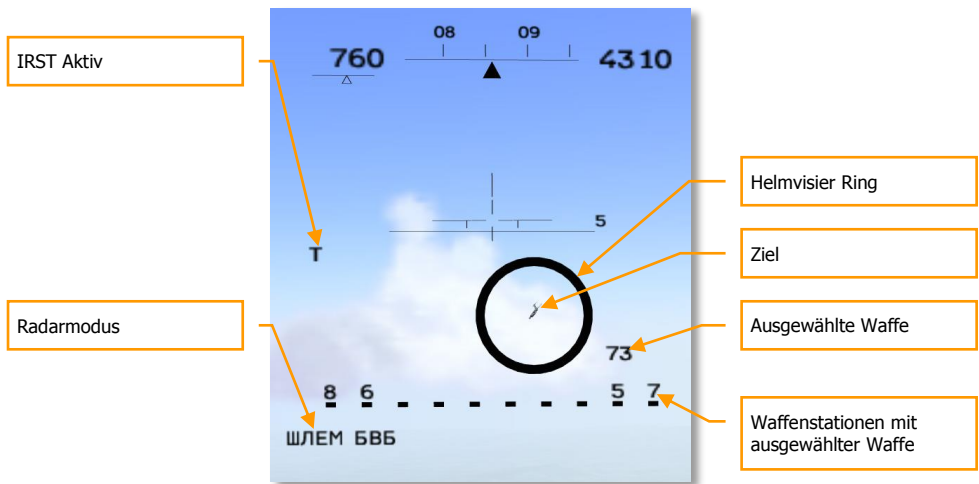 IRST Aktiv
Radarmodus
08 09
760
4310
5
T
73
8 6 5 7
ШЛЕМ БВБ
Helmvisier Ring
Ziel
Ausgewählte Waffe
Waffenstationen mit
ausgewählter Waffe